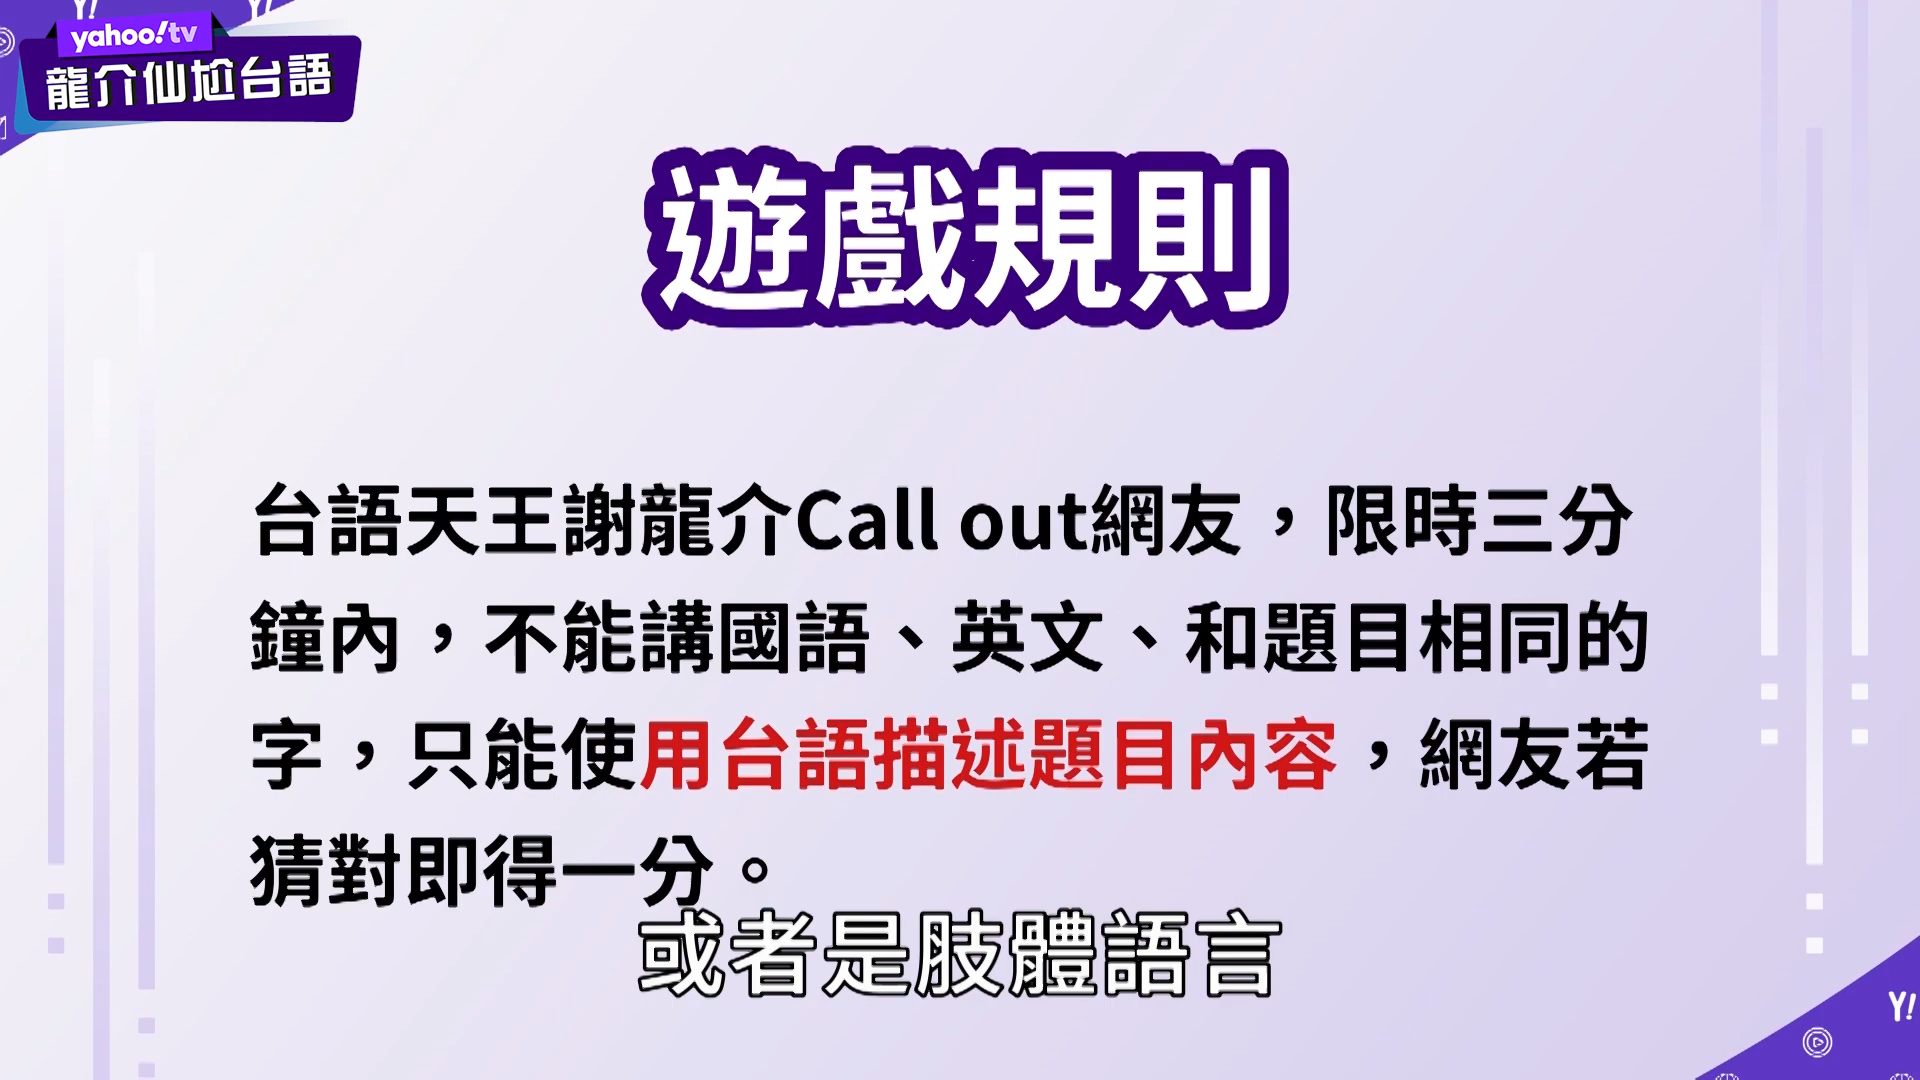 yahoo!tv
龍介仙尬台語
遊戲規則
台語天王謝龍介Call out網友，限時三分
鐘內，不能講國語、英文、和題目相同的
字，只能使用台語描述題目內容，網友若
猜對即得一分。
或者是肢體語言
Y!